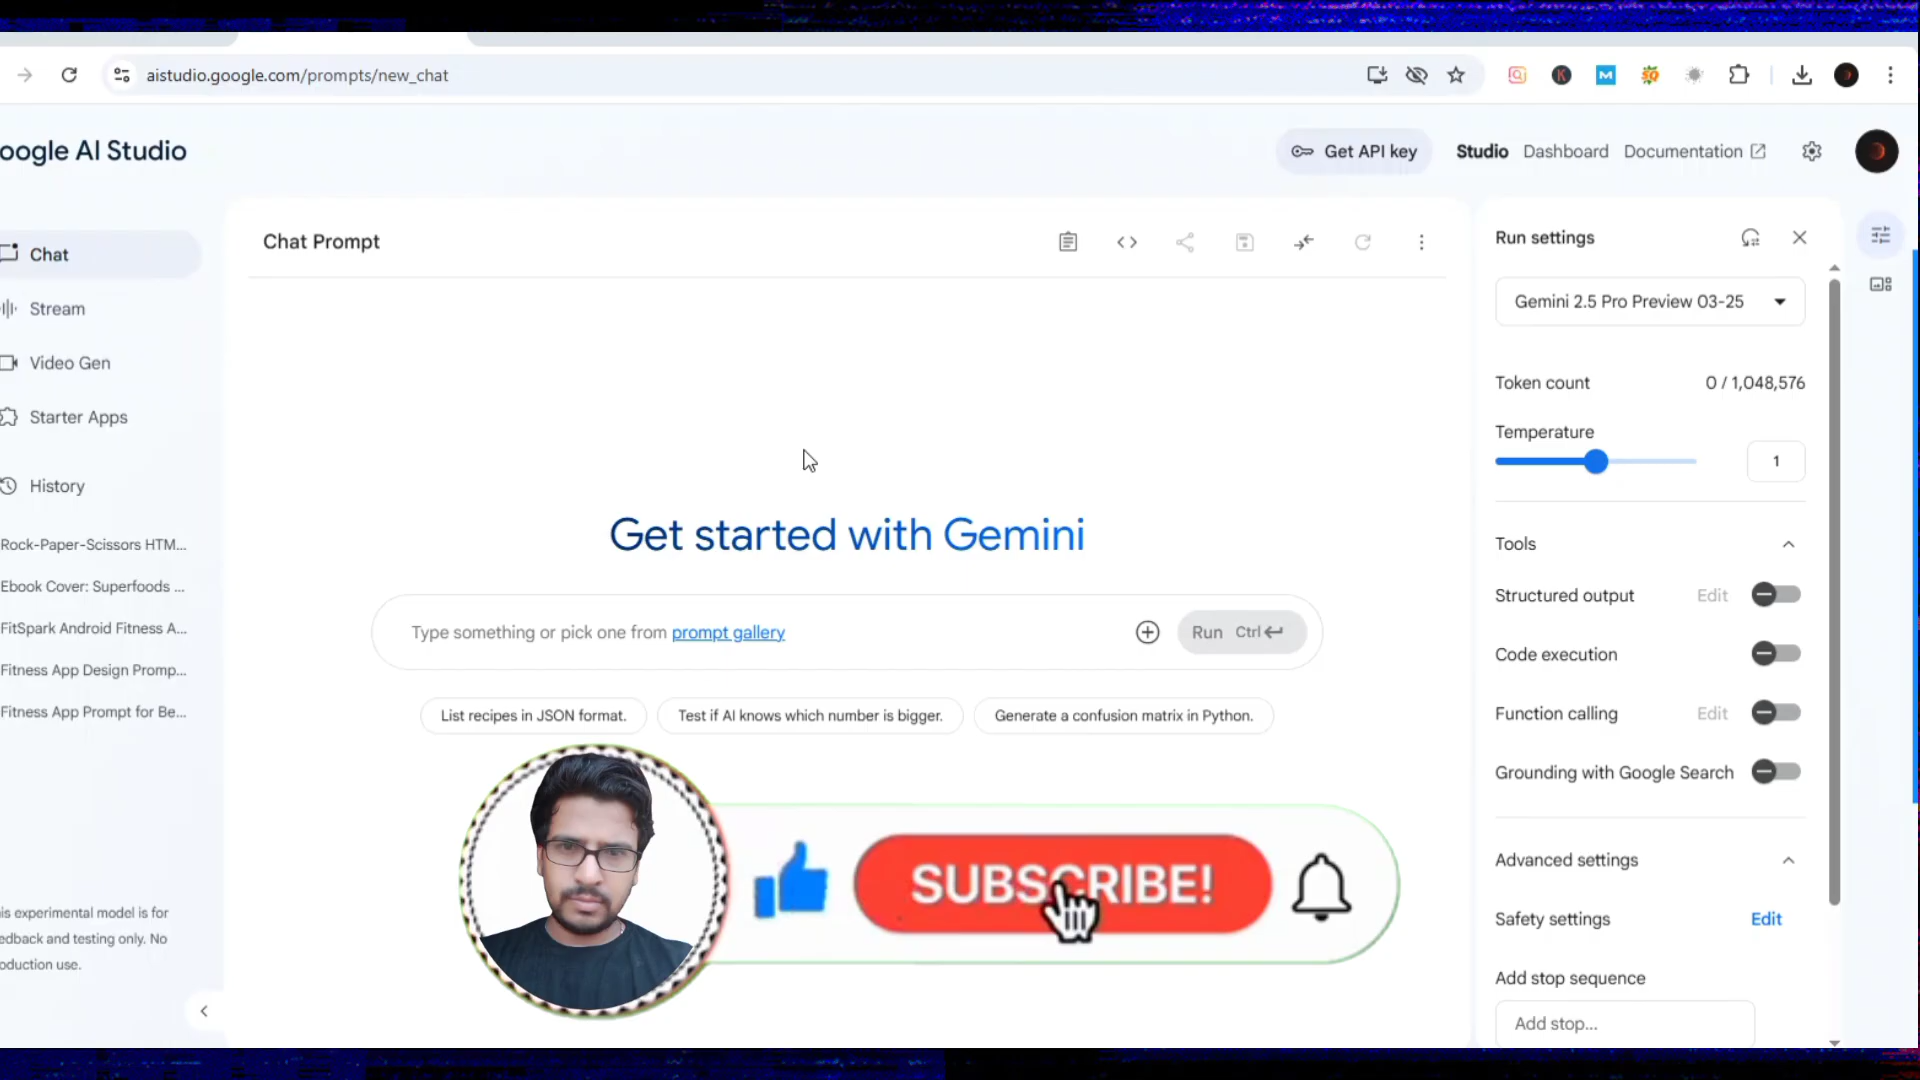 aistudio.google.com/prompts/new_chat
oogle AI Studio
Get API key
Studio
Dashboard
Documentation
Chat
Stream
Video Gen
Starter Apps
History
Rock-Paper-Scissors HTM...
Ebook Cover: Superfoods ...
FitSpark Android Fitness A...
Fitness App Design Promp...
Fitness App Prompt for Be...
is experimental model is for
edback and testing only. No
oduction use.
Chat Prompt
Get started with Gemini
Type something or pick one from prompt gallery
Run Ctrl
List recipes in JSON format.
Test if AI knows which number is bigger.
Generate a confusion matrix in Python.
SUBSCRIBE!
Run settings
Gemini 2.5 Pro Preview 03-25
Token count 0 / 1,048,576
Temperature
1
Tools
Structured output Edit
Code execution
Function calling Edit
Grounding with Google Search
Advanced settings
Safety settings Edit
Add stop sequence
Add stop...